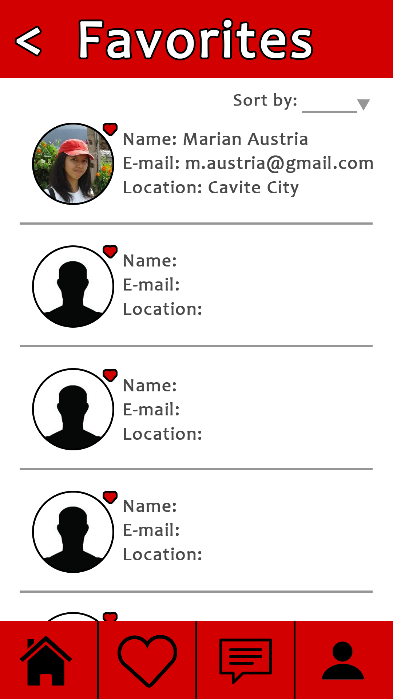 < Favorites
Sort by: ______
Name: Marian Austria
E-mail: m.austria@gmail.com
Location: Cavite City
Name:
E-mail:
Location:
Name:
E-mail:
Location:
Name:
E-mail:
Location: